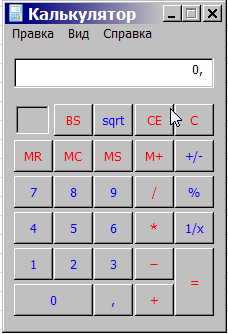 Калькулятор
Правка Вид Справка
0,
BS sqrt CE C
MR MC MS M+ +/-
7 8 9 / %
4 5 6 * 1/x
1 2 3 − =
0 , +